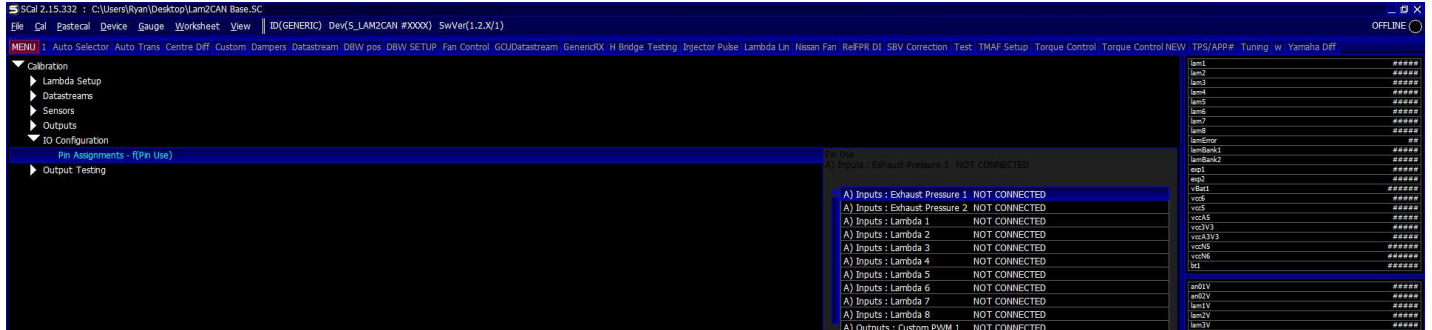 SCal 2.15.332 : C:\Users\Ryan\Desktop\Lam2CAN Base.SC
File Cal Pastecal Device Gauge Worksheet View ID(GENERIC) Dev(S_LAM2CAN #XXXX) SwVer(1.2.X/1) OFFLINE
MENU 1 Auto Selector Auto Trans Centre Diff Custom Dampers Datastream DBW pos DBW SETUP Fan Control GCUDatastream GenericRX H Bridge Testing Injector Pulse Lambda Lin Nissan Fan RelFPR DI SBV Correction Test TMAF Setup Torque Control Torque Control NEW TPS/APP# Tuning w Yamaha Diff
Calibration
Lambda Setup
Datastreams
Sensors
Outputs
IO Configuration
Pin Assignments - f(Pin Use)
Output Testing
Pin Use
A) Inputs : Exhaust Pressure 1 NOT CONNECTED
A) Inputs : Exhaust Pressure 1 NOT CONNECTED
A) Inputs : Exhaust Pressure 2 NOT CONNECTED
A) Inputs : Lambda 1 NOT CONNECTED
A) Inputs : Lambda 2 NOT CONNECTED
A) Inputs : Lambda 3 NOT CONNECTED
A) Inputs : Lambda 4 NOT CONNECTED
A) Inputs : Lambda 5 NOT CONNECTED
A) Inputs : Lambda 6 NOT CONNECTED
A) Inputs : Lambda 7 NOT CONNECTED
A) Inputs : Lambda 8 NOT CONNECTED
A) Outputs : Custom PWM 1 NOT CONNECTED
lam1 #####
lam2 #####
lam3 #####
lam4 #####
lam5 #####
lam6 #####
lam7 #####
lam8 #####
lamError ##
lamBank1 #####
lamBank2 #####
exp1 #####
exp2 #####
vBat1 ######
vcc6 #####
vcc5 #####
vccA5 #####
vcc3V3 #####
vccA3V3 #####
vccN5 ######
vccN6 ######
bt1 ######
an01V #####
an02V #####
lam1V #####
lam2V #####
lam3V #####